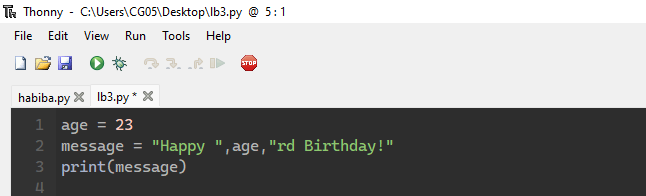 Thonny - C:\Users\CG05\Desktop\lb3.py @ 5:1
File Edit View Run Tools Help
STOP
habiba.py lb3.py *
1 age = 23
2 message = "Happy ",age,"rd Birthday!"
3 print(message)
4